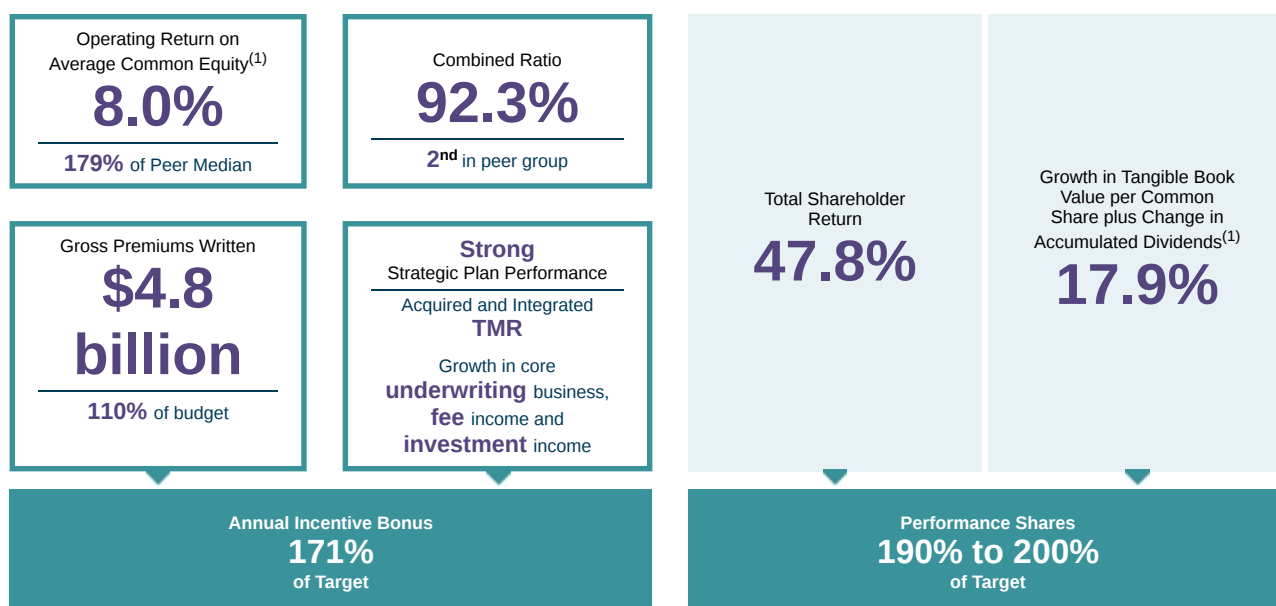 Operating Return on
Average Common Equity(1)
8.0%
179% of Peer Median
Combined Ratio
92.3%
2nd in peer group
Gross Premiums Written
$4.8
billion
110% of budget
Strong
Strategic Plan Performance
Acquired and Integrated
TMR
Growth in core
underwriting business,
fee income and
investment income
Annual Incentive Bonus
171%
of Target
Total Shareholder
Return
47.8%
Growth in Tangible Book
Value per Common
Share plus Change in
Accumulated Dividends(1)
17.9%
Performance Shares
190% to 200%
of Target